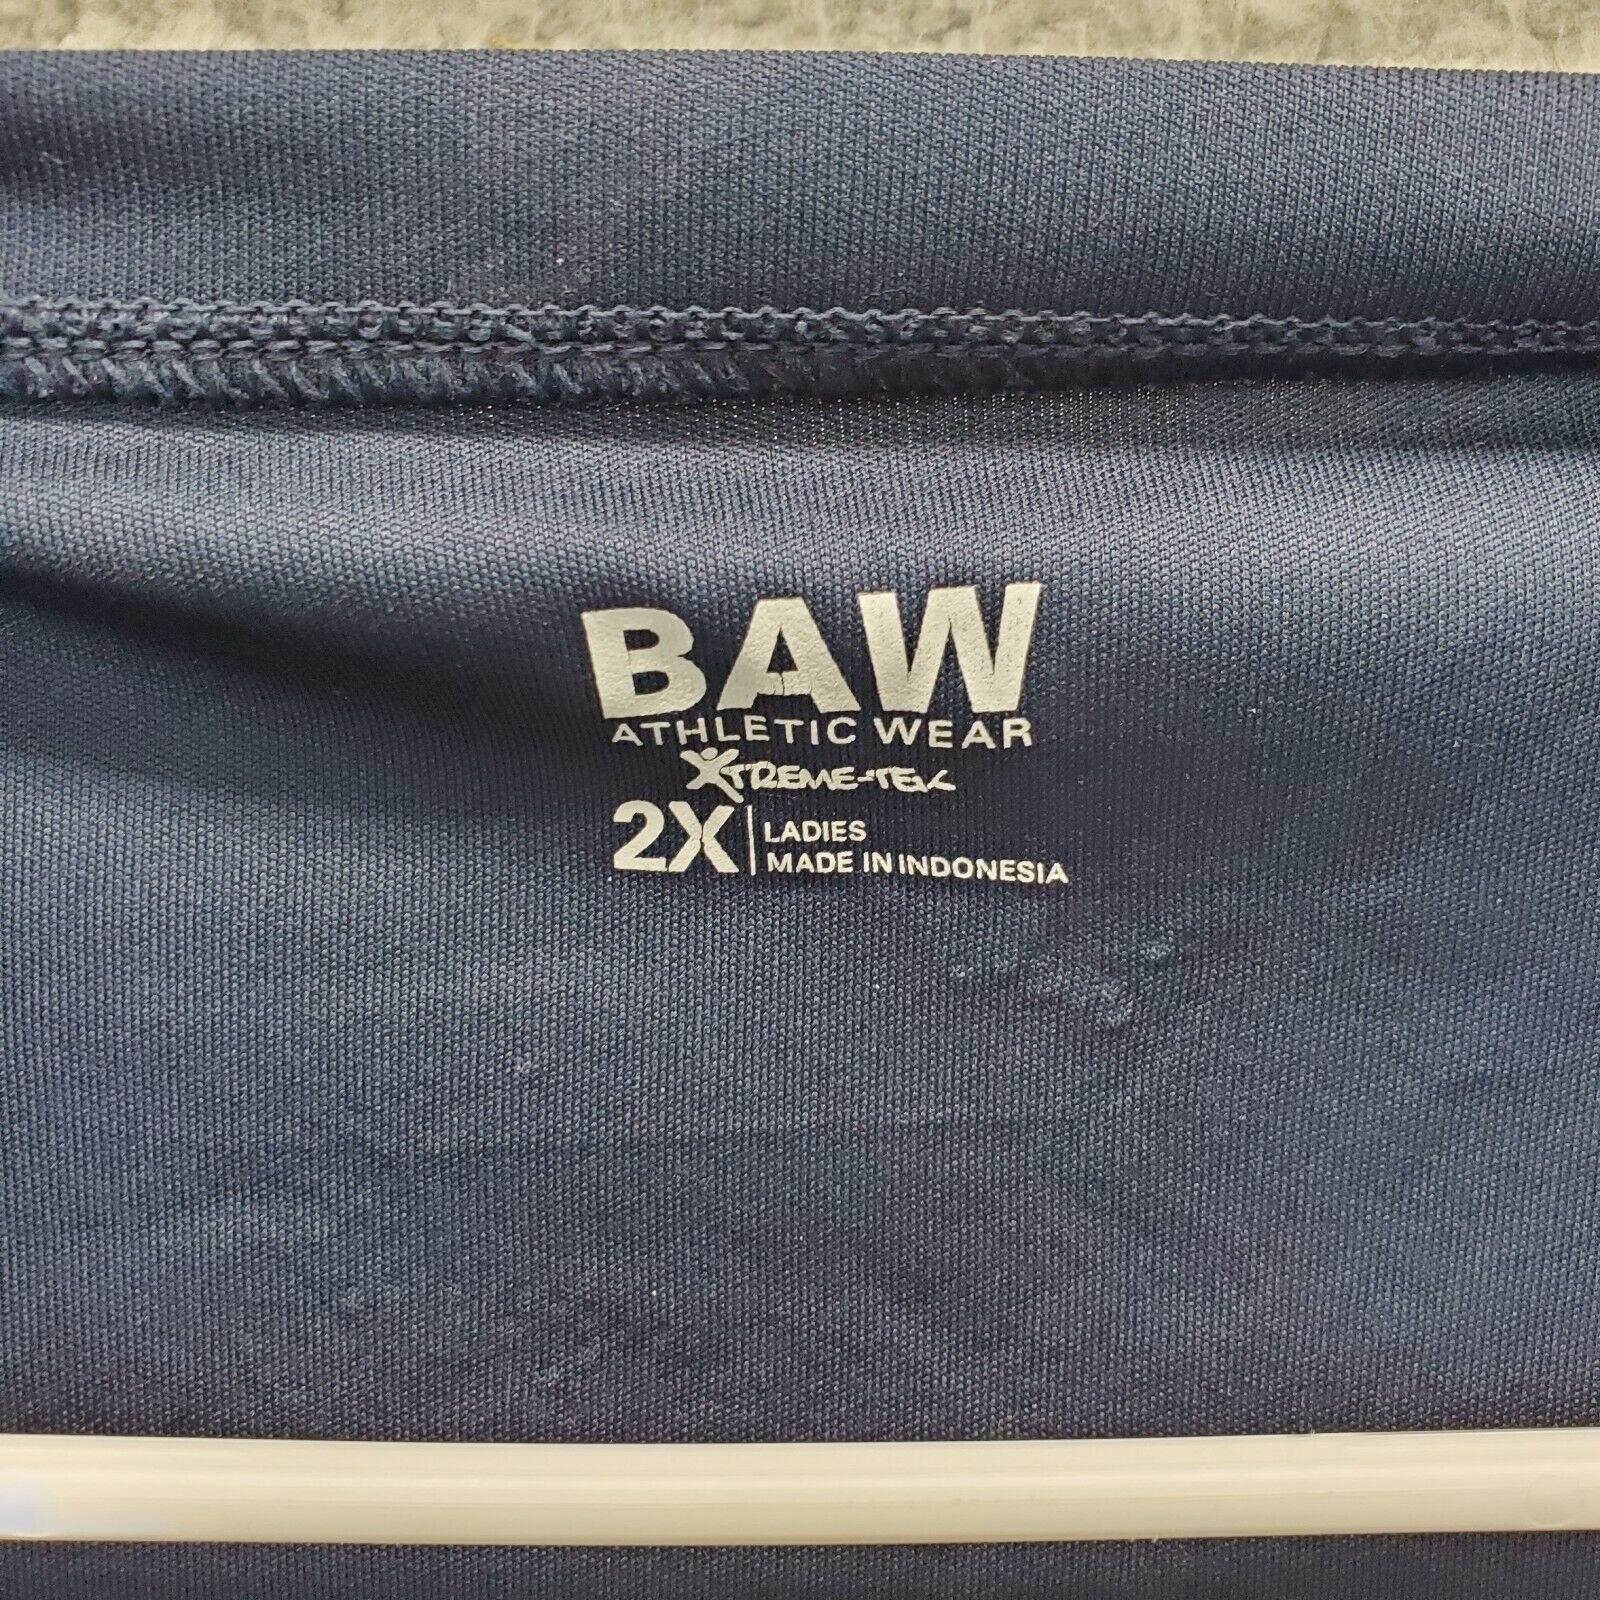 BAW
ATHLETIC WEAR
XTREME-TEK
2X LADIES
MADE IN INDONESIA